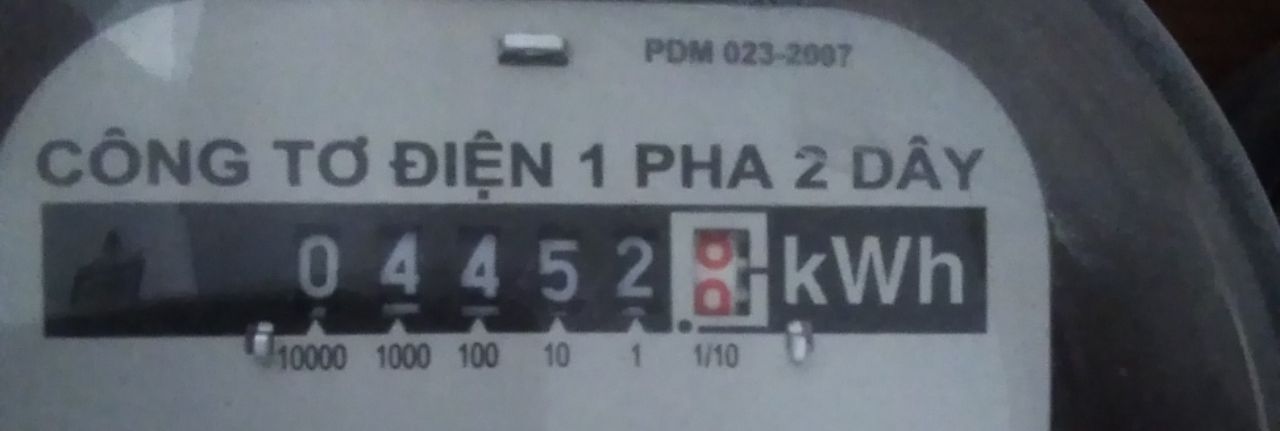 PDM 023-2007
CÔNG TƠ ĐIỆN 1 PHA 2 DÂY
0 4 4 5 2 kWh
10000 1000 100 10 1 1/10